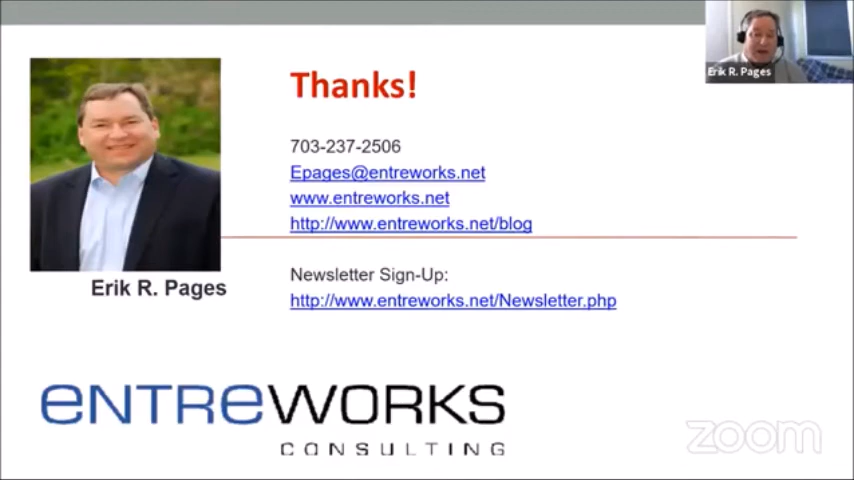 Erik R. Pages
Thanks!
703-237-2506
Epages@entreworks.net
www.entreworks.net
http://www.entreworks.net/blog
Newsletter Sign-Up:
http://www.entreworks.net/Newsletter.php
Erik R. Pages
eNTReWORKS
CONSULTING
zoom